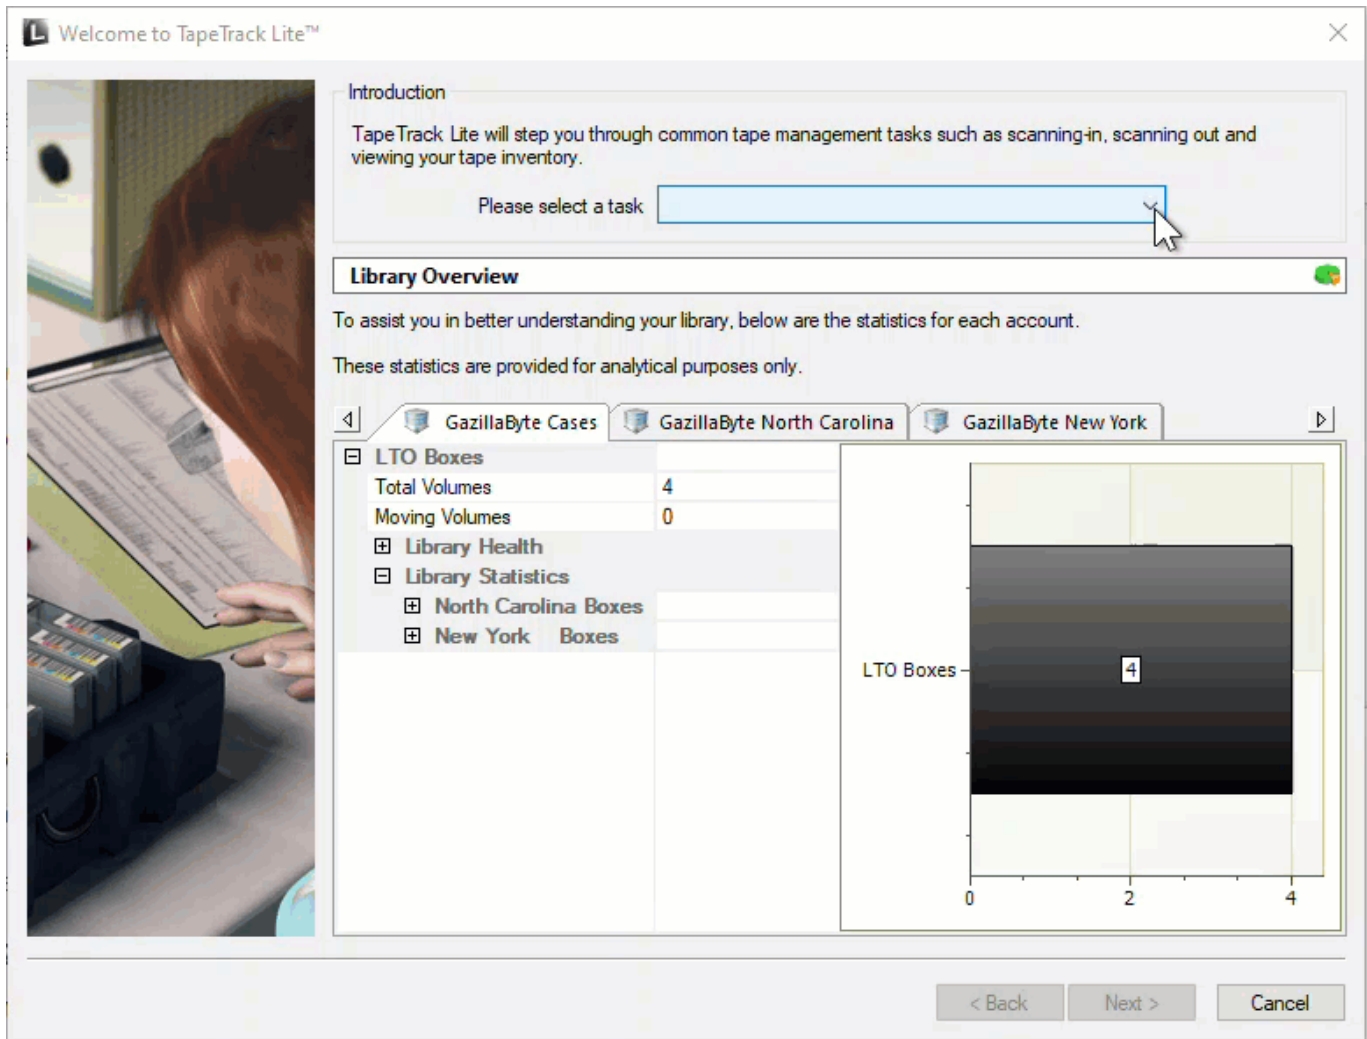 Welcome to TapeTrack Lite™
Introduction
TapeTrack Lite will step you through common tape management tasks such as scanning-in, scanning out and
viewing your tape inventory.
Please select a task
Library Overview
To assist you in better understanding your library, below are the statistics for each account.
These statistics are provided for analytical purposes only.
GazillaByte Cases GazillaByte North Carolina GazillaByte New York
LTO Boxes
Total Volumes 4
Moving Volumes 0
Library Health
Library Statistics
North Carolina Boxes
New York Boxes
LTO Boxes
4
0 2 4
< Back Next > Cancel